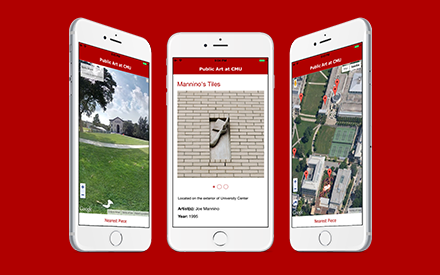 Public Art at CMU
Nearest Piece
Public Art at CMU
Mannino's Tiles
Located on the exterior of University Center
Artist(s): Joe Mannino
Year: 1995
Public Art at CMU
Nearest Piece